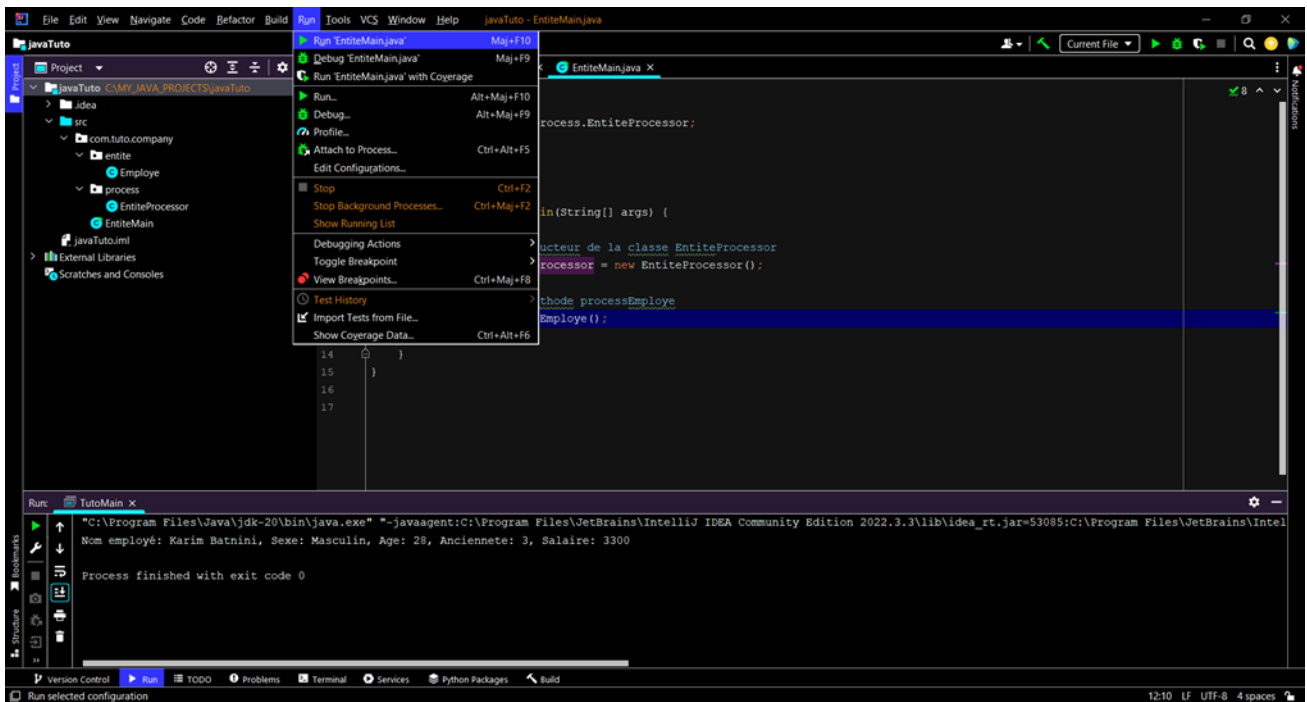 File Edit View Navigate Code Refactor Build Run Tools VCS Window Help javaTuto - EntiteMain.java
javaTuto
Current File
Project
EntiteMain.java
javaTuto C:\MY_JAVA_PROJECTS\javaTuto
.idea
src
com.tuto.company
entite
Employe
process
EntiteProcessor
EntiteMain
javaTuto.iml
External Libraries
Scratches and Consoles
Run 'EntiteMain.java' Maj+F10
Debug 'EntiteMain.java' Maj+F9
Run 'EntiteMain.java' with Coverage
Run... Alt+Maj+F10
Debug... Alt+Maj+F9
Profile...
Attach to Process... Ctrl+Alt+F5
Edit Configurations...
Stop Ctrl+F2
Stop Background Processes... Ctrl+Maj+F2
Show Running List
Debugging Actions
Toggle Breakpoint
View Breakpoints... Ctrl+Maj+F8
Test History
Import Tests from File...
Show Coverage Data... Ctrl+Alt+F6
8
rocess.EntiteProcessor;
in(String[] args) {
ucteur de la classe EntiteProcessor
rocessor = new EntiteProcessor();
thode processEmploye
Employe();
14 }
15 }
16
17
Project
Notifications
Run: TutoMain
"C:\Program Files\Java\jdk-20\bin\java.exe" "-javaagent:C:\Program Files\JetBrains\IntelliJ IDEA Community Edition 2022.3.3\lib\idea_rt.jar=53085:C:\Program Files\JetBrains\Intel
Nom employé: Karim Batnini, Sexe: Masculin, Age: 28, Anciennete: 3, Salaire: 3300
Process finished with exit code 0
Bookmarks
Structure
Version Control Run TODO Problems Terminal Services Python Packages Build
Run selected configuration 12:10 LF UTF-8 4 spaces